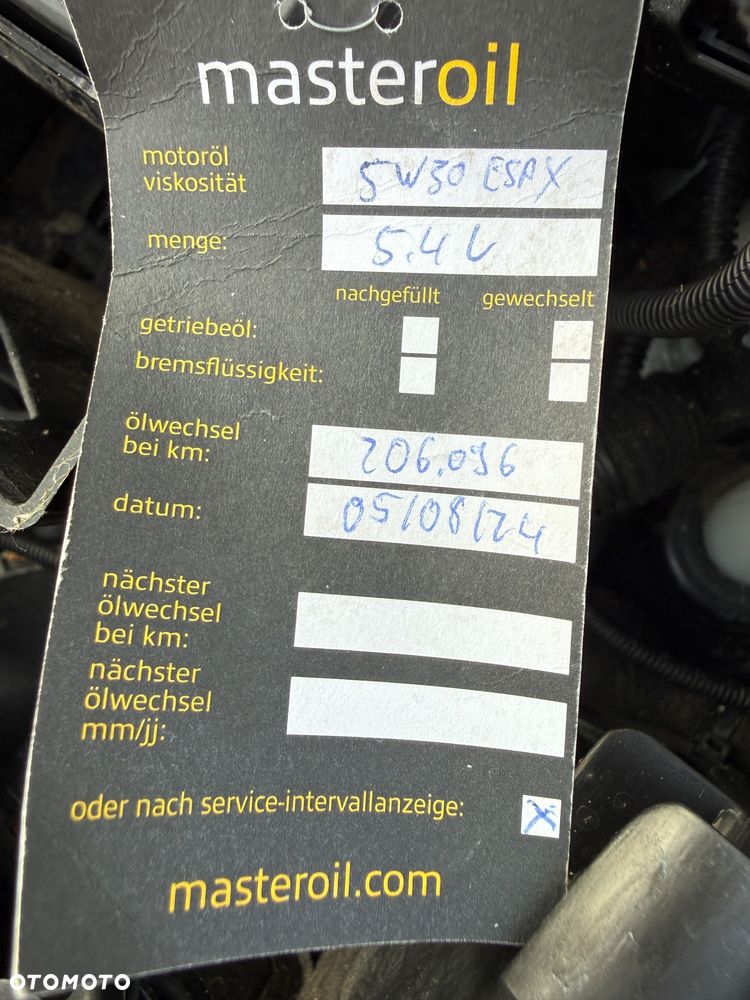 masteroil
motoröl
viskosität
5W30 ESPX
menge:
5.4 L
nachgefüllt gewechselt
getriebeöl:
bremsflüssigkeit:
ölwechsel
bei km:
206.096
datum:
05/08/24
nächster
ölwechsel
bei km:
nächster
ölwechsel
mm/jj:
oder nach service-intervallanzeige: X
masteroil.com
OTOMOTO